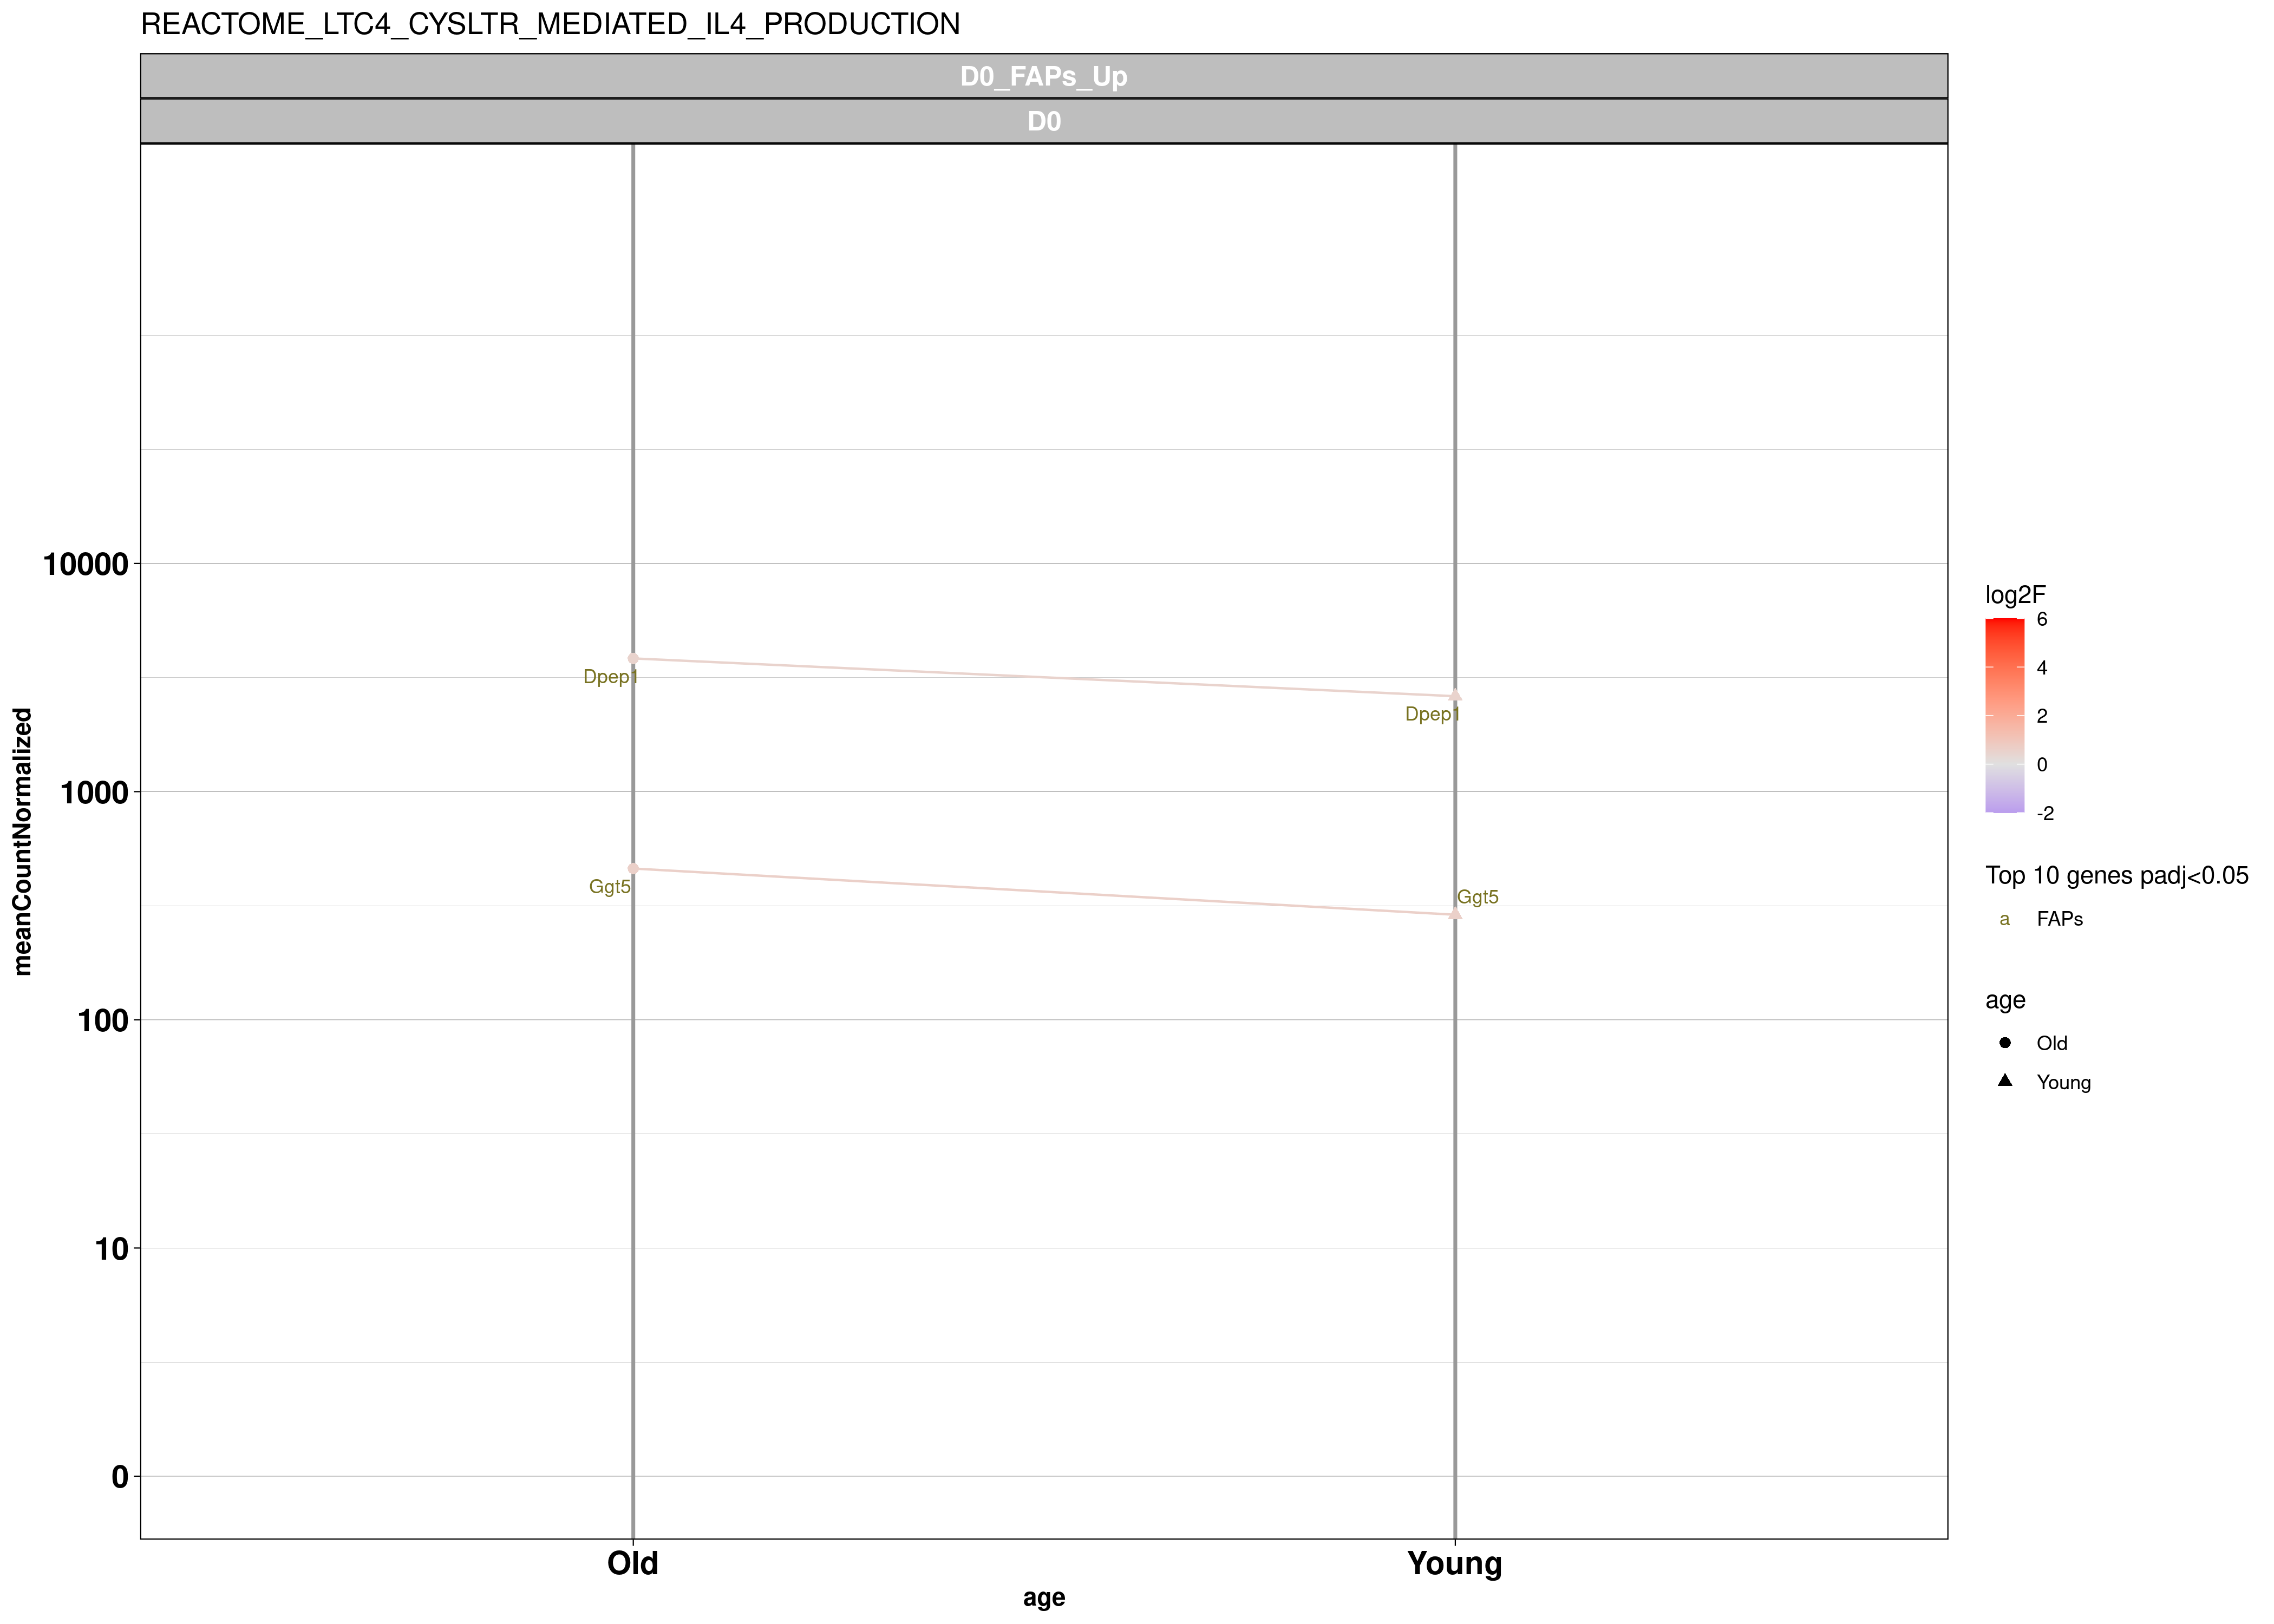 REACTOME_LTC4_CYSLTR_MEDIATED_IL4_PRODUCTION
D0_FAPs_Up
D0
meanCountNormalized
10000
1000
100
10
0
Dpep1
Dpep1
Ggt5
Ggt5
Old
Young
age
log2F
6
4
2
0
-2
Top 10 genes padj<0.05
a FAPs
age
Old
Young